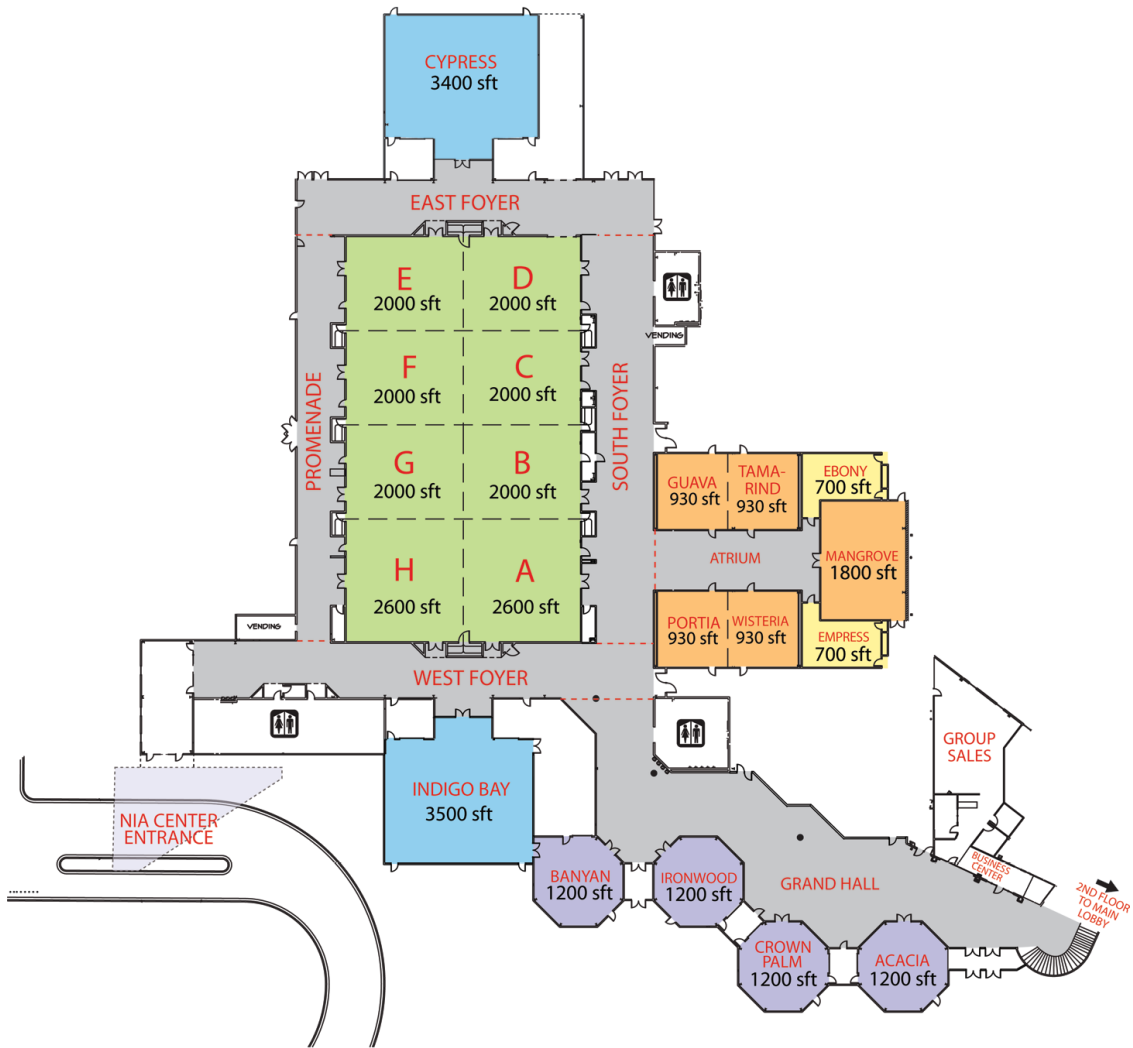 CYPRESS
3400 sft
EAST FOYER
E
2000 sft
D
2000 sft
VENDING
F
2000 sft
C
2000 sft
PROMENADE
SOUTH FOYER
G
2000 sft
B
2000 sft
GUAVA
930 sft
TAMA-
RIND
930 sft
EBONY
700 sft
ATRIUM
MANGROVE
1800 sft
H
2600 sft
A
2600 sft
PORTIA
930 sft
WISTERIA
930 sft
EMPRESS
700 sft
VENDING
WEST FOYER
GROUP
SALES
INDIGO BAY
3500 sft
NIA CENTER
ENTRANCE
BANYAN
1200 sft
IRONWOOD
1200 sft
GRAND HALL
BUSINESS
CENTER
2ND FLOOR
TO MAIN
LOBBY
CROWN
PALM
1200 sft
ACACIA
1200 sft